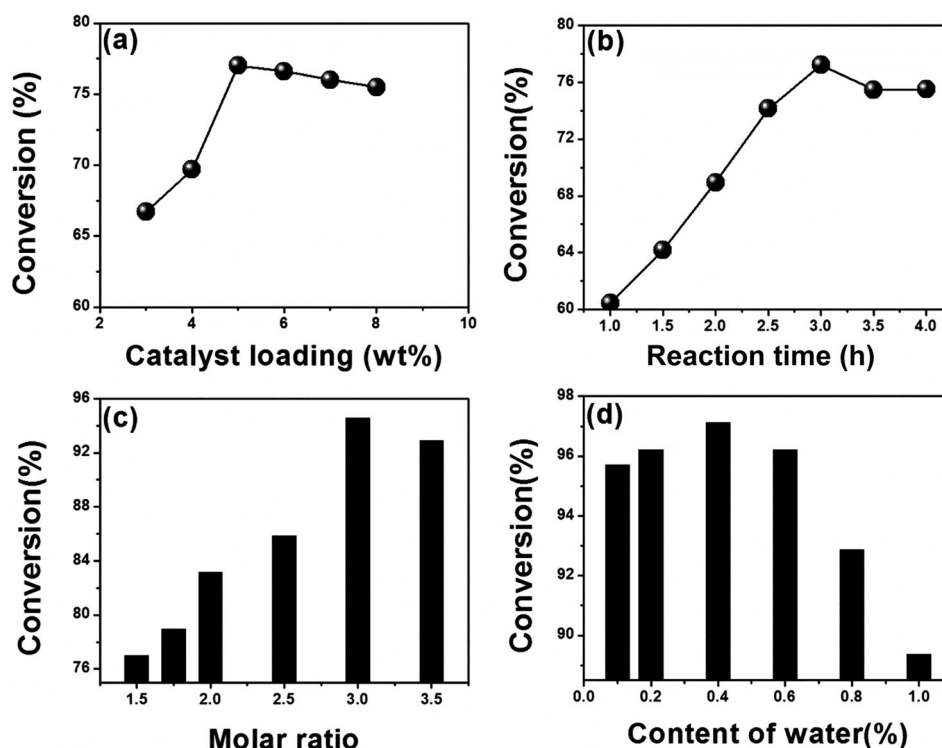 (a)
80
75
70
65
60
Conversion (%)
2 4 6 8 10
Catalyst loading (wt%)
(b)
80
76
72
68
64
60
Conversion(%)
1.0 1.5 2.0 2.5 3.0 3.5 4.0
Reaction time (h)
(c)
96
92
88
84
80
76
Conversion(%)
1.5 2.0 2.5 3.0 3.5
Molar ratio
(d)
98
96
94
92
90
Conversion(%)
0.0 0.2 0.4 0.6 0.8 1.0
Content of water(%)